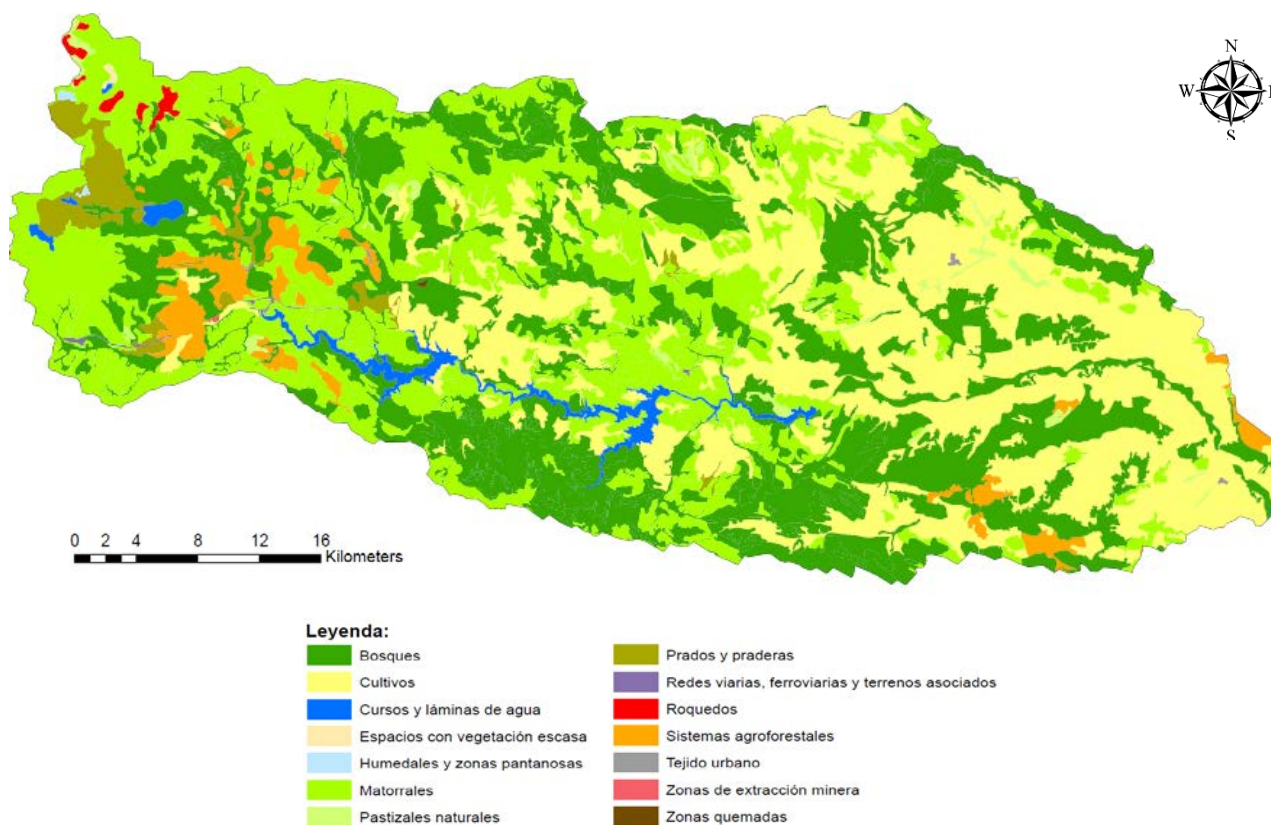 N
W
E
S
0 2 4 8 12 16
Kilometers
Leyenda:
Bosques
Cultivos
Cursos y láminas de agua
Espacios con vegetación escasa
Humedales y zonas pantanosas
Matorrales
Pastizales naturales
Prados y praderas
Redes viarias, ferroviarias y terrenos asociados
Roquedos
Sistemas agroforestales
Tejido urbano
Zonas de extracción minera
Zonas quemadas